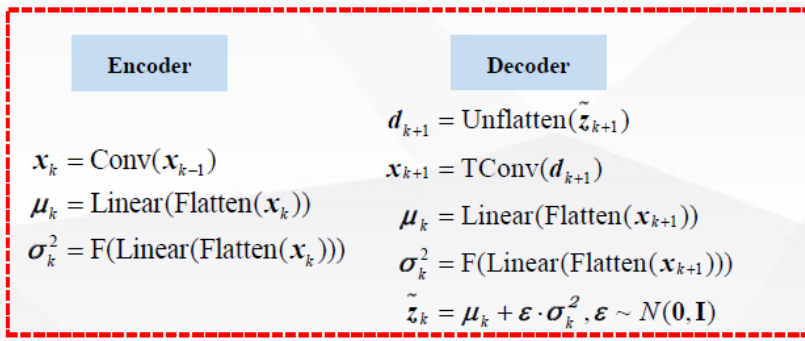 Encoder
x_k = Conv(x_{k−1})
μ_k = Linear(Flatten(x_k))
σ_k^2 = F(Linear(Flatten(x_k)))
Decoder
d_{k+1} = Unflatten(z̃_{k+1})
x_{k+1} = TConv(d_{k+1})
μ_k = Linear(Flatten(x_{k+1}))
σ_k^2 = F(Linear(Flatten(x_{k+1})))
z̃_k = μ_k + ε · σ_k^2, ε ~ N(0, I)